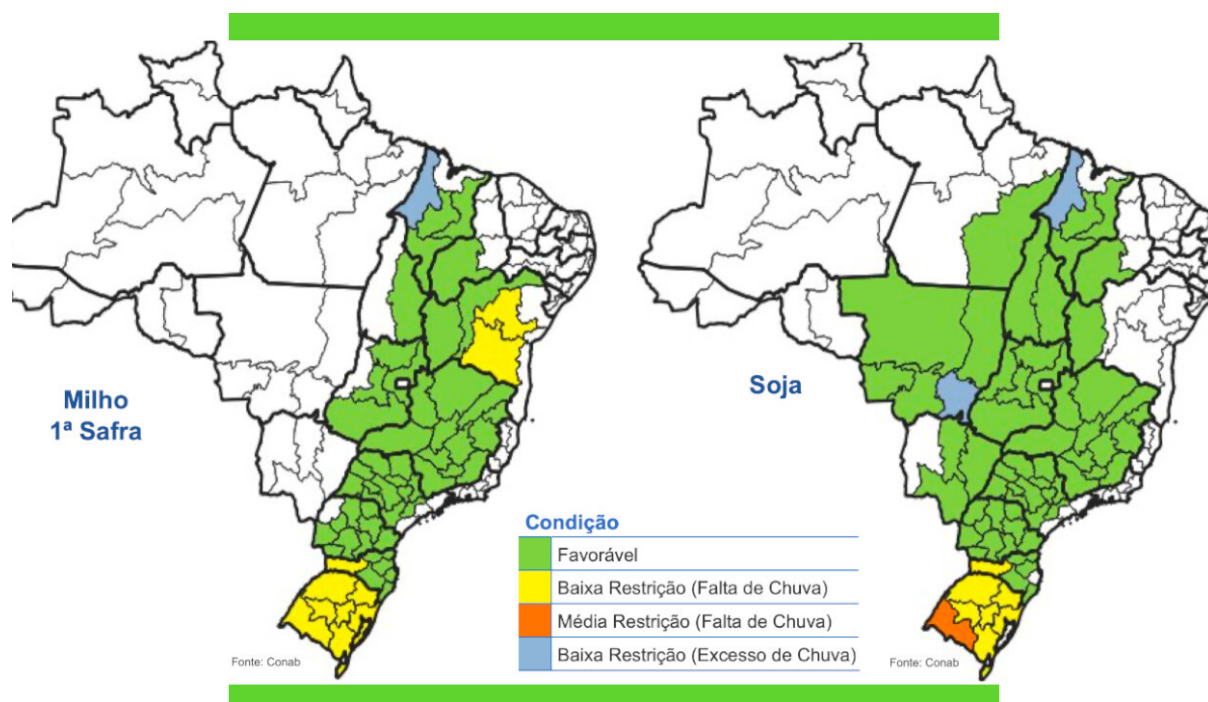 Milho
1ª Safra
Soja
Condição
Favorável
Baixa Restrição (Falta de Chuva)
Média Restrição (Falta de Chuva)
Baixa Restrição (Excesso de Chuva)
Fonte: Conab
Fonte: Conab